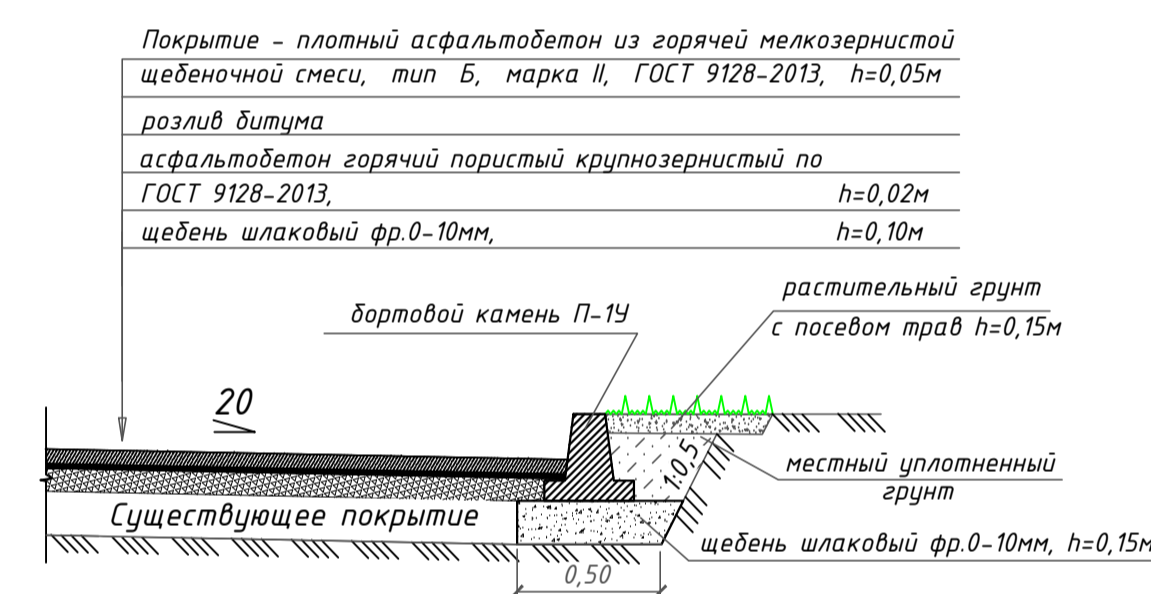 Покрытие - плотный асфальтобетон из горячей мелкозернистой
щебеночной смеси, тип Б, марка II, ГОСТ 9128-2013, h=0,05м
розлив битума
асфальтобетон горячий пористый крупнозернистый по
ГОСТ 9128-2013, h=0,02м
щебень шлаковый фр.0-10мм, h=0,10м
растительный грунт
с посевом трав h=0,15м
бортовой камень П-1У
20
1:0,5
местный уплотненный
грунт
Существующее покрытие
щебень шлаковый фр.0-10мм, h=0,15м
0,50